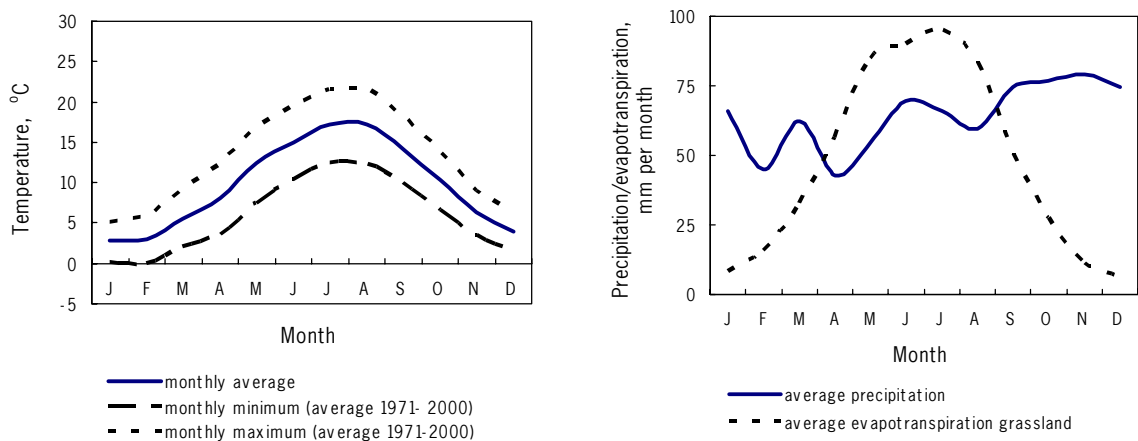 Temperature, °C
30
25
20
15
10
5
0
-5
J F M A M J J A S O N D
Month
monthly average
monthly minimum (average 1971- 2000)
monthly maximum (average 1971-2000)
Precipitation/evapotranspiration,
mm per month
100
75
50
25
0
J F M A M J J A S O N D
Month
average precipitation
average evapotranspiration grassland